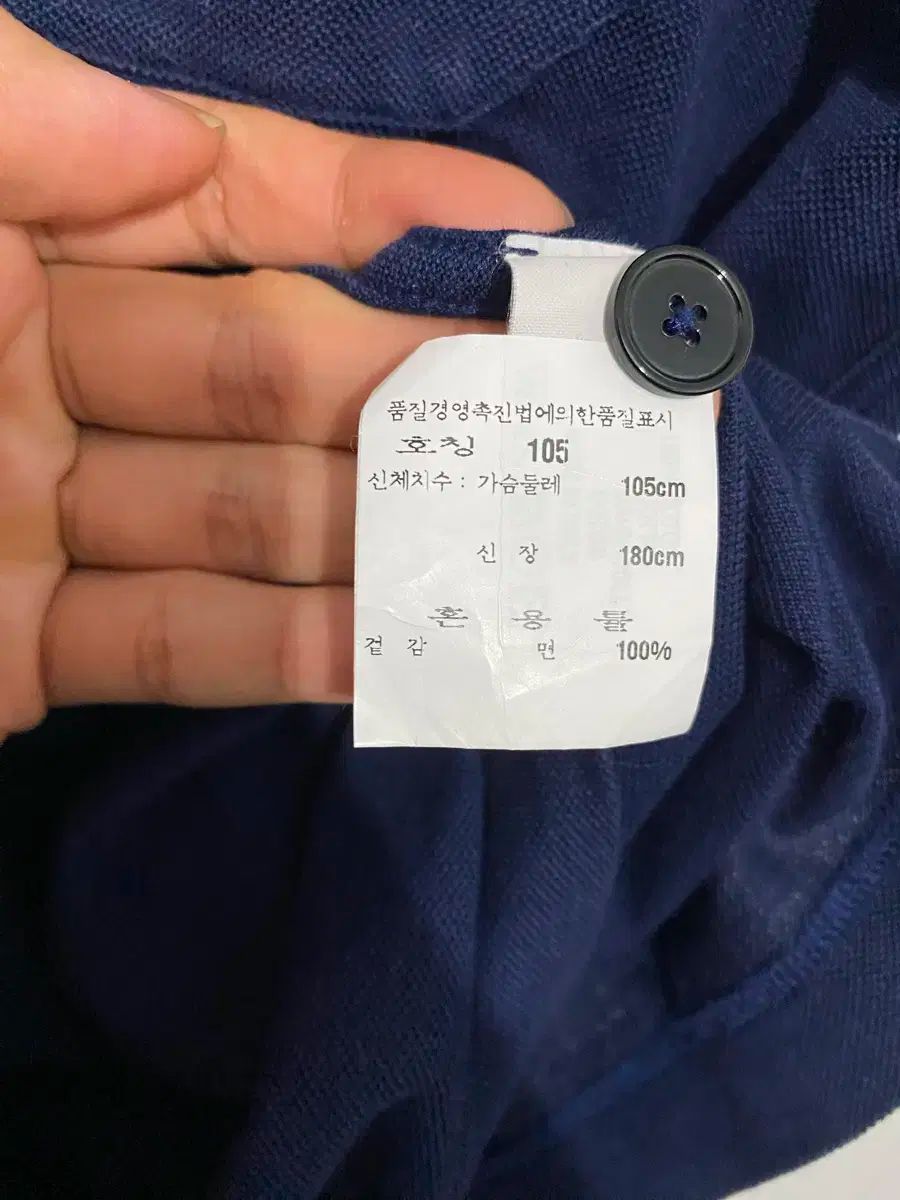 품질경영촉진법에의한품질표시
호칭 105
신체치수 : 가슴둘레 105cm
신 장 180cm
혼 용 률
겉 감 면 100%